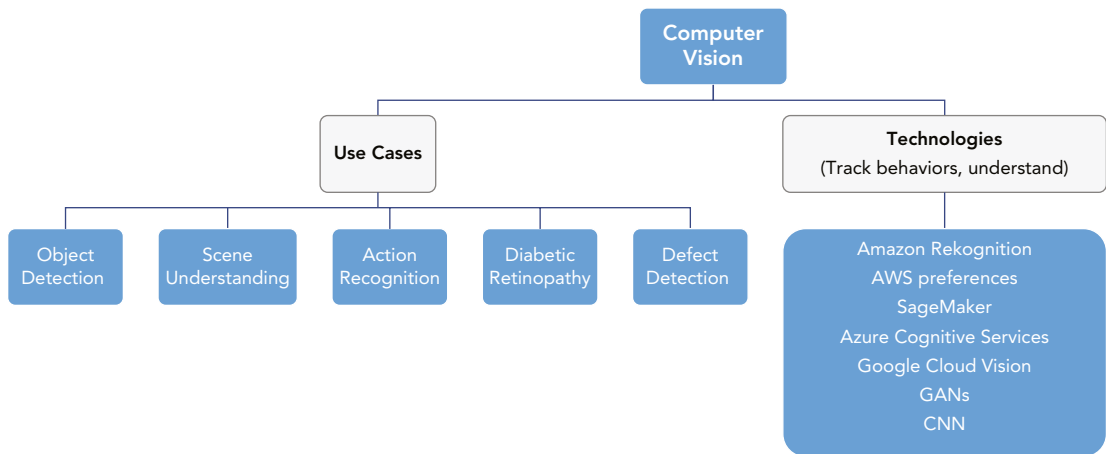 Computer
Vision
Use Cases
Technologies
(Track behaviors, understand)
Object
Detection
Scene
Understanding
Action
Recognition
Diabetic
Retinopathy
Defect
Detection
Amazon Rekognition
AWS preferences
SageMaker
Azure Cognitive Services
Google Cloud Vision
GANs
CNN